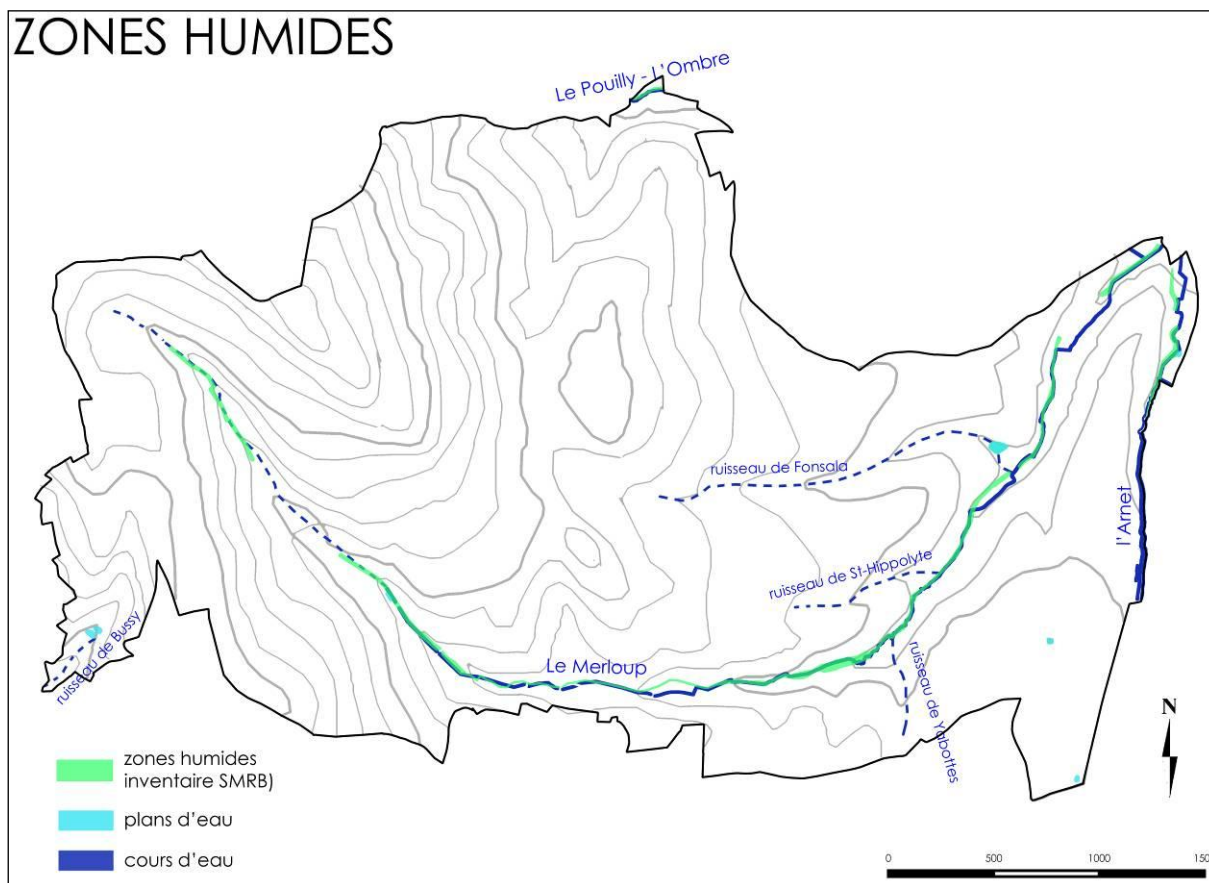 ZONES HUMIDES
Le Pouilly - L'Ombre
ruisseau de Fonsala
l'Arnet
ruisseau de St-Hippolyte
ruisseau de Bussy
Le Merloup
ruisseau de Yabottes
N
zones humides
inventaire SMRB)
plans d'eau
cours d'eau
0 500 1000 150